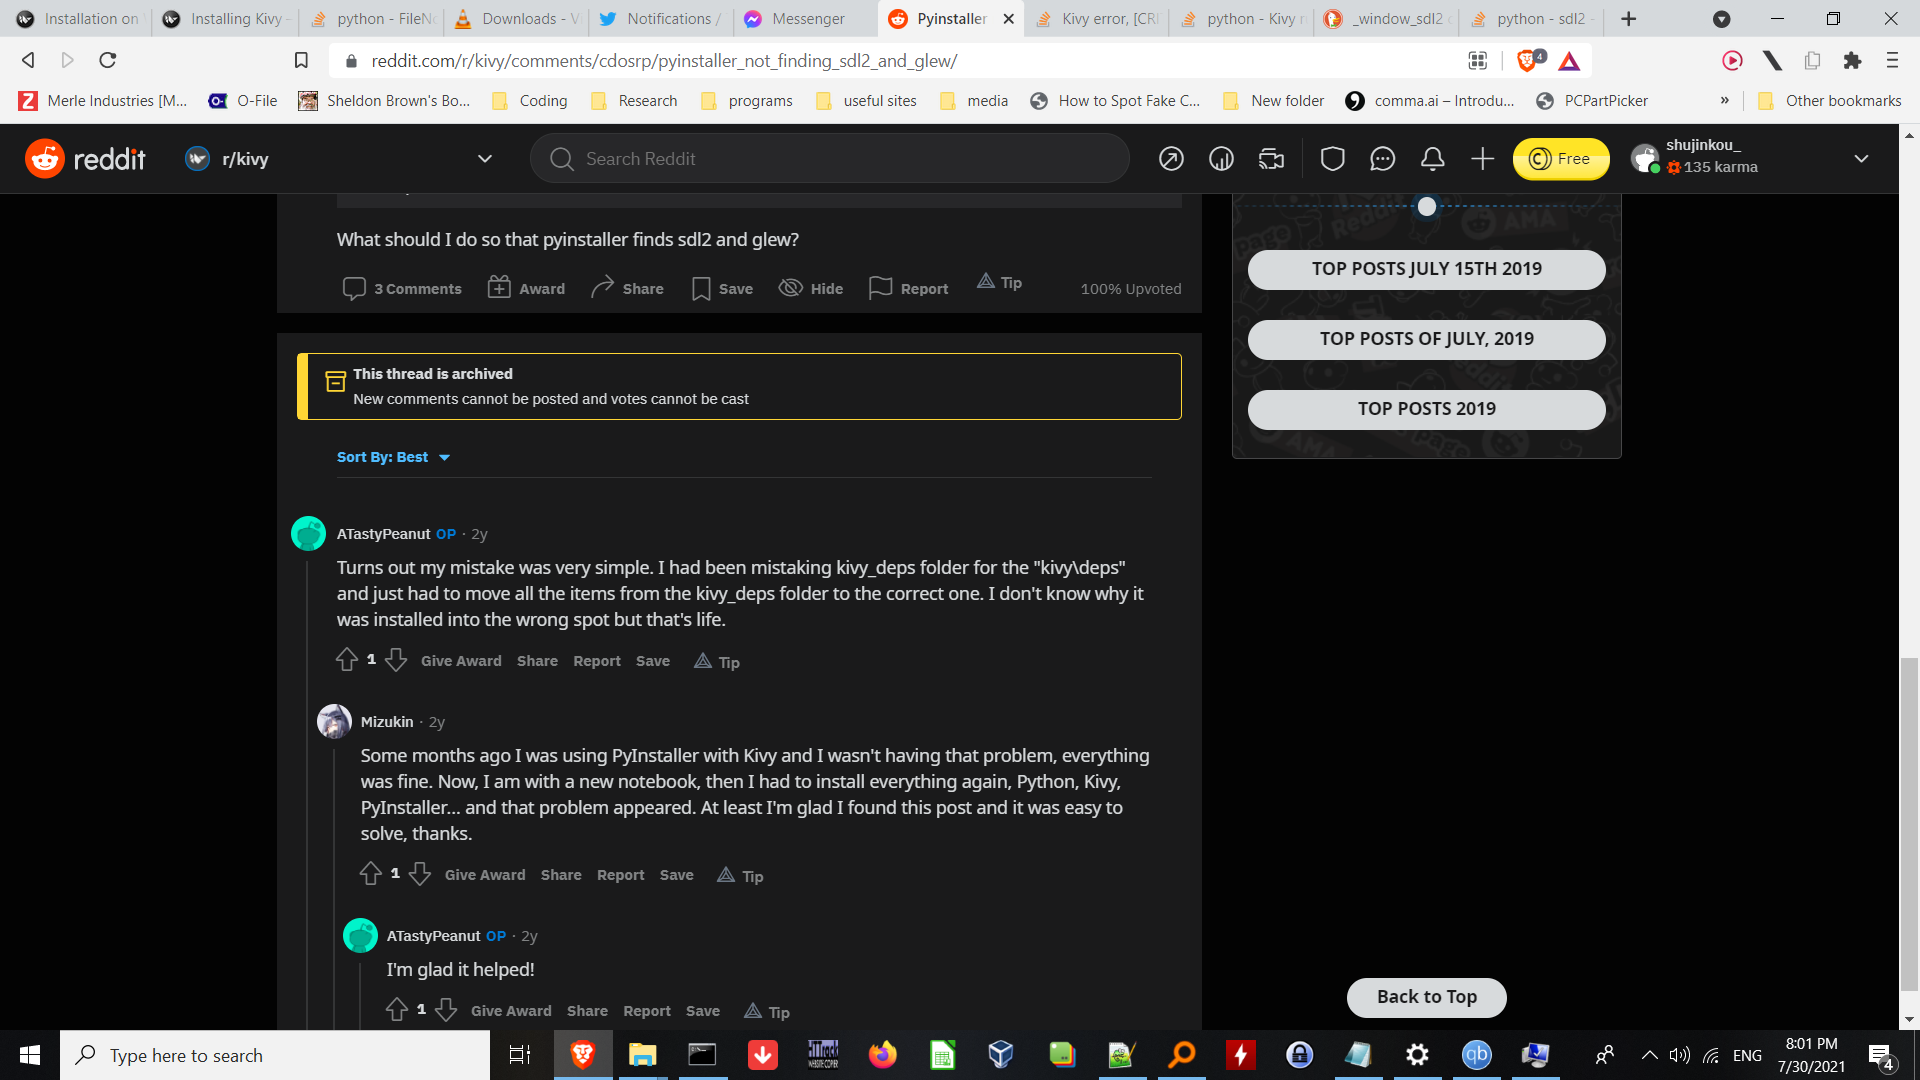 Installation on
Installing Kivy
python - FileNo
Downloads - Vi
Notifications /
Messenger
Pyinstaller
Kivy error, [CRI
python - Kivy n
_window_sdl2
python - sdl2 -
reddit.com/r/kivy/comments/cdosrp/pyinstaller_not_finding_sdl2_and_glew/
4
Merle Industries [M...
O-File
Sheldon Brown's Bo...
Coding
Research
programs
useful sites
media
How to Spot Fake C...
New folder
comma.ai – Introdu...
PCPartPicker
»
Other bookmarks
reddit
r/kivy
Search Reddit
Free
shujinkou_
135 karma
What should I do so that pyinstaller finds sdl2 and glew?
3 Comments
Award
Share
Save
Hide
Report
Tip
100% Upvoted
TOP POSTS JULY 15TH 2019
TOP POSTS OF JULY, 2019
TOP POSTS 2019
This thread is archived
New comments cannot be posted and votes cannot be cast
Sort By: Best
ATastyPeanut OP · 2y
Turns out my mistake was very simple. I had been mistaking kivy_deps folder for the "kivy\deps"
and just had to move all the items from the kivy_deps folder to the correct one. I don't know why it
was installed into the wrong spot but that's life.
1 Give Award Share Report Save Tip
Mizukin · 2y
Some months ago I was using PyInstaller with Kivy and I wasn't having that problem, everything
was fine. Now, I am with a new notebook, then I had to install everything again, Python, Kivy,
PyInstaller... and that problem appeared. At least I'm glad I found this post and it was easy to
solve, thanks.
1 Give Award Share Report Save Tip
ATastyPeanut OP · 2y
I'm glad it helped!
1 Give Award Share Report Save Tip
Back to Top
Type here to search
qb
ENG
8:01 PM
7/30/2021
4